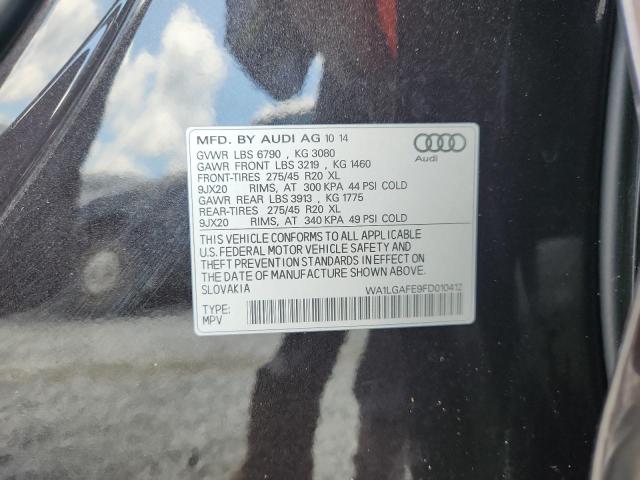 MFD. BY AUDI AG 10 14
GVWR LBS 6790 , KG 3080
GAWR FRONT LBS 3219 , KG 1460
FRONT-TIRES 275/45 R20 XL
9JX20 RIMS, AT 300 KPA 44 PSI COLD
GAWR REAR LBS 3913 , KG 1775
REAR-TIRES 275/45 R20 XL
9JX20 RIMS, AT 340 KPA 49 PSI COLD
Audi
THIS VEHICLE CONFORMS TO ALL APPLICABLE
U.S. FEDERAL MOTOR VEHICLE SAFETY AND
THEFT PREVENTION STANDARDS IN EFFECT ON
THE DATE OF MANUFACTURE SHOWN ABOVE.
SLOVAKIA
WA1LGAFE9FD010412
TYPE:
MPV